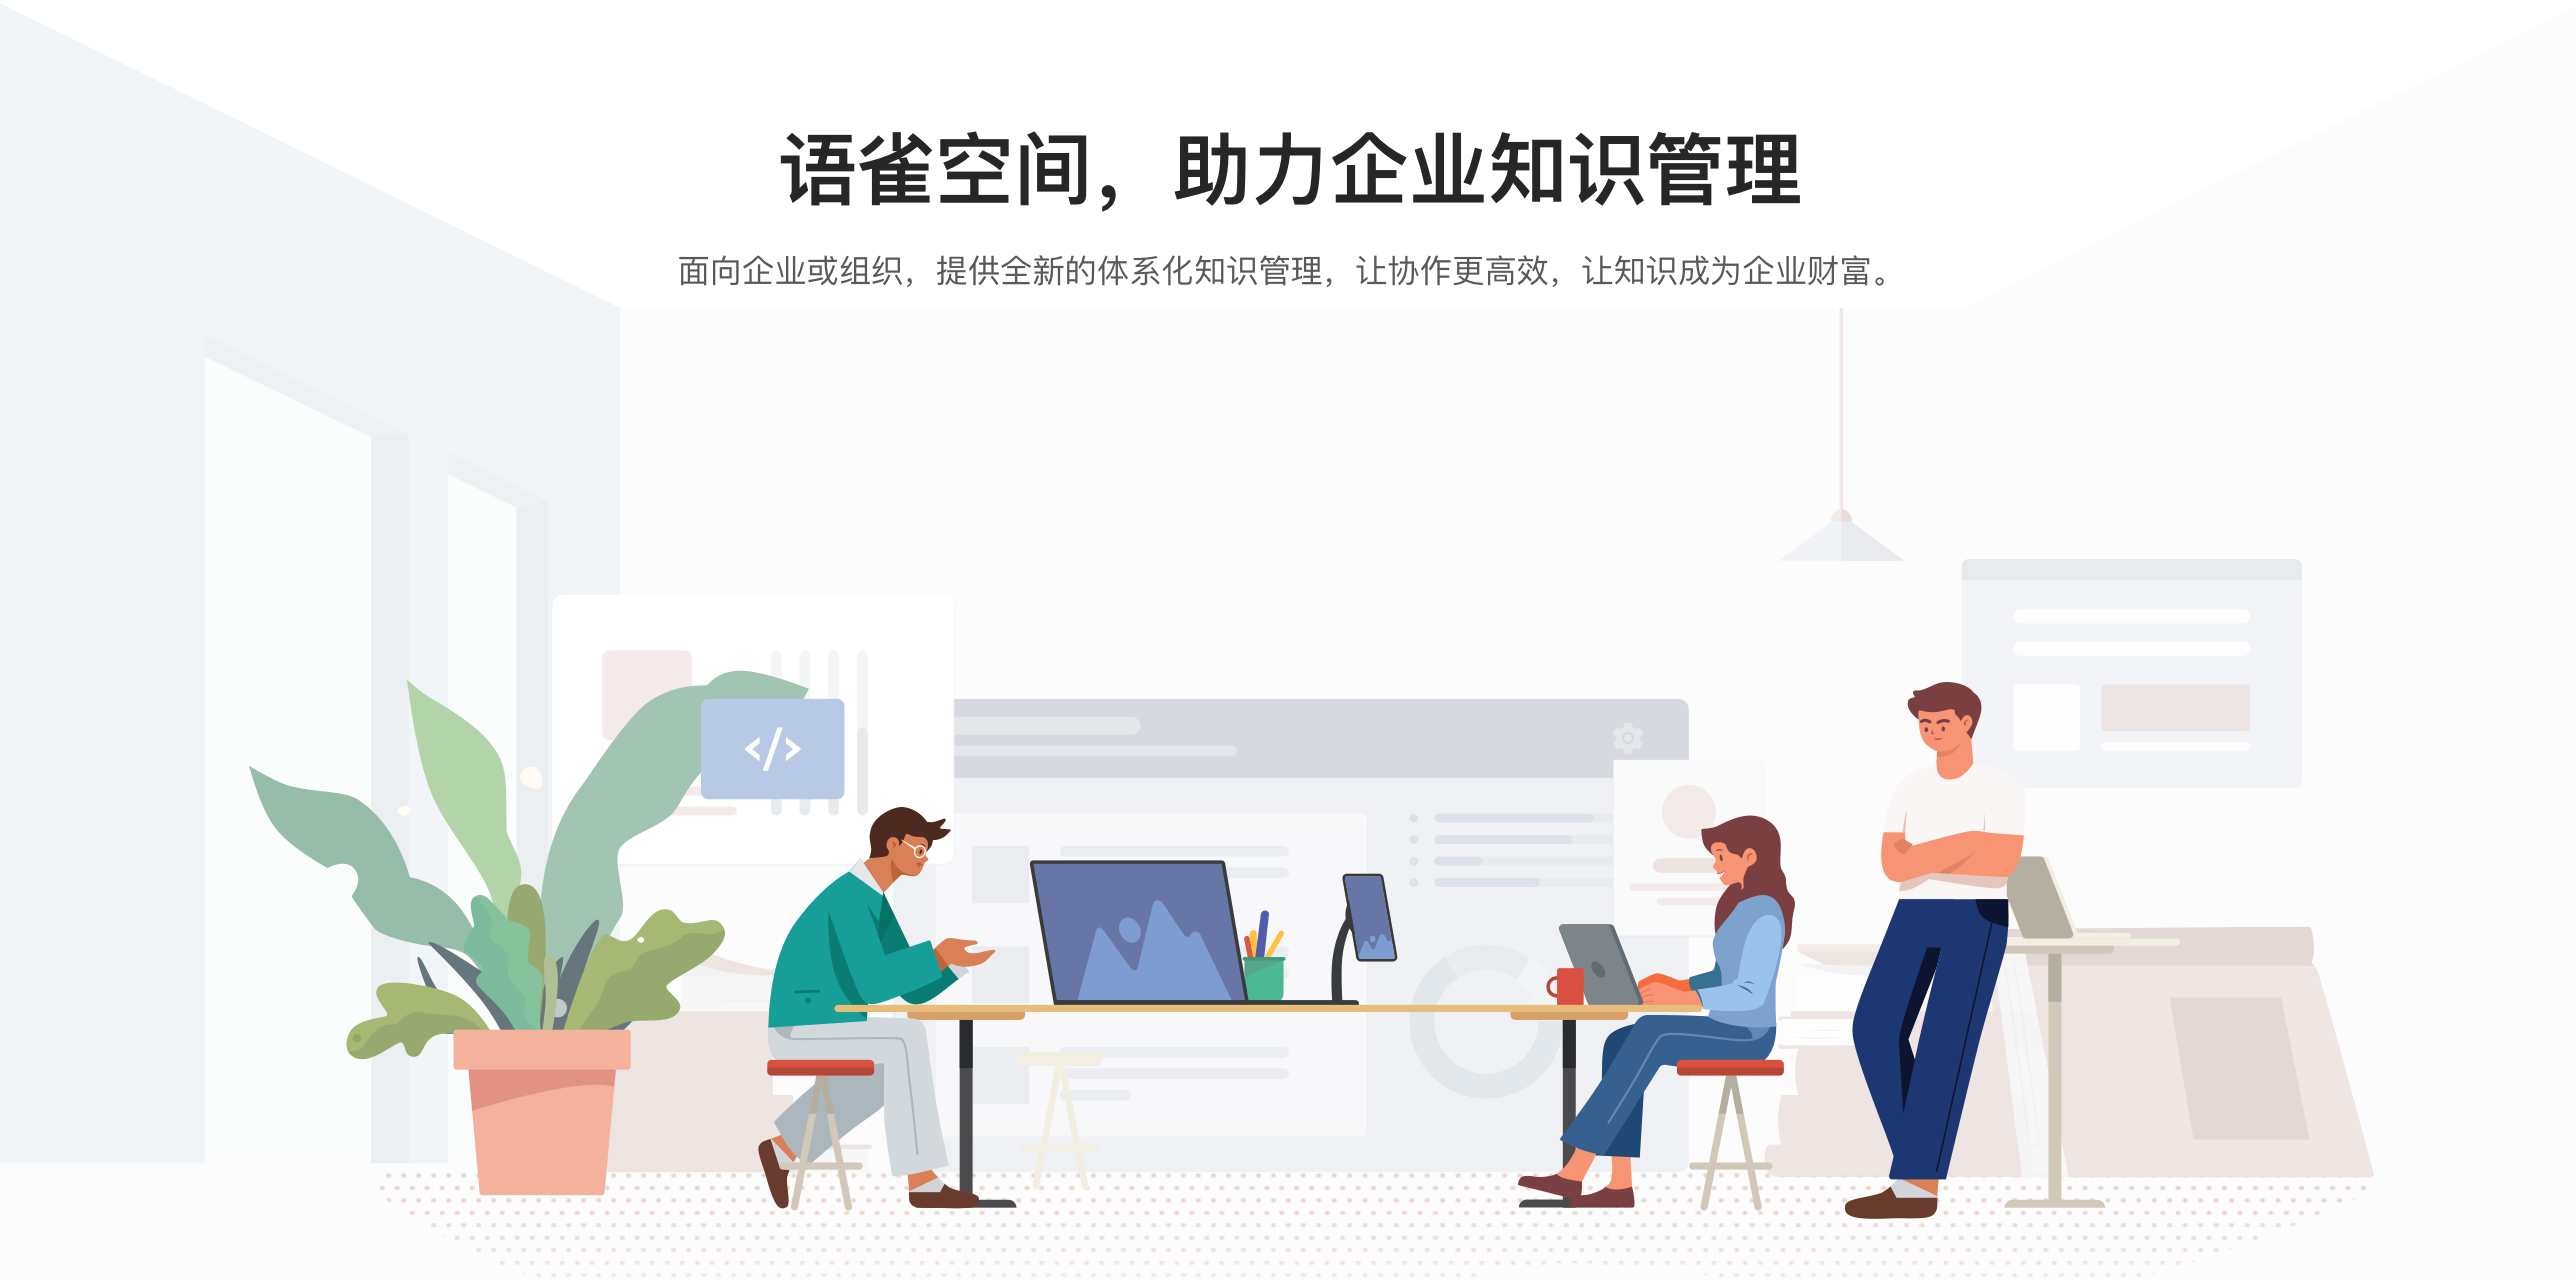 语雀空间，助力企业知识管理
面向企业或组织，提供全新的体系化知识管理，让协作更高效，让知识成为企业财富。
</>